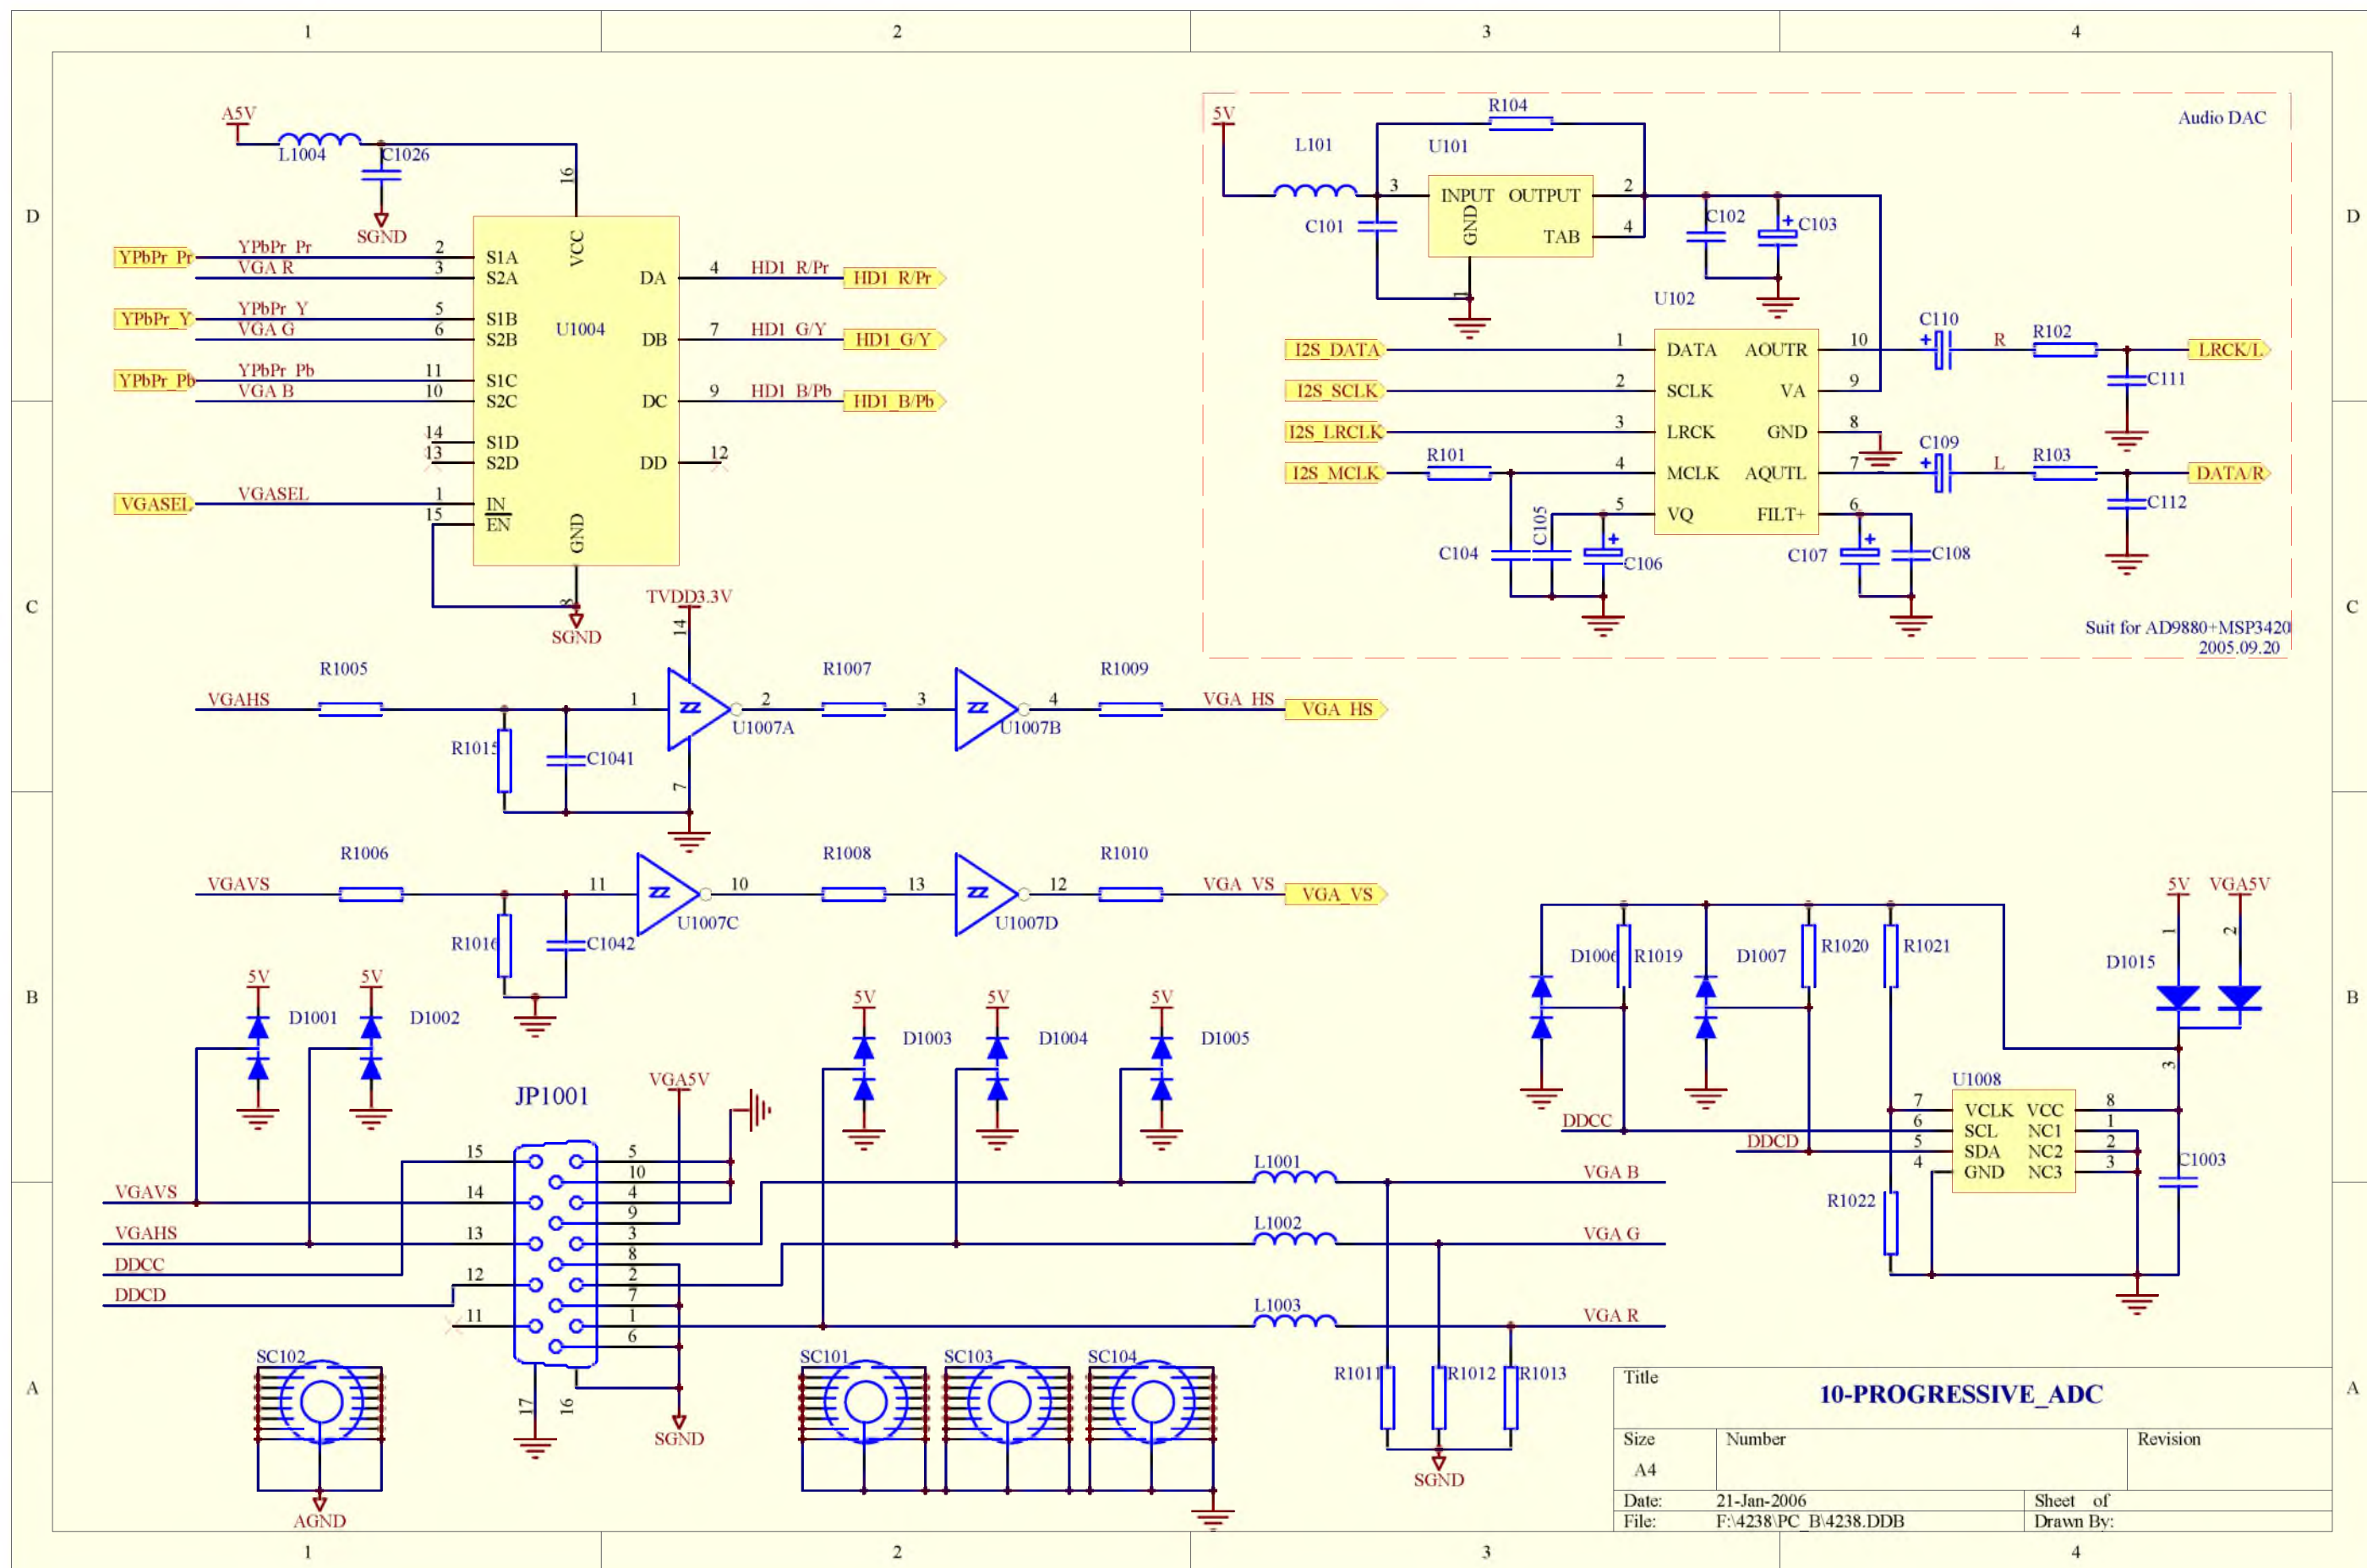 1 2 3 4
D
C
B
A
D
C
B
A
1 2 3 4
A5V
L1004
C1026
SGND
16
VCC
YPbPr_Pr YPbPr_Pr 2 S1A
VGA R 3 S2A
DA 4 HD1_R/Pr HD1_R/Pr
YPbPr_Y YPbPr_Y 5 S1B
VGA G 6 S2B
U1004
DB 7 HD1_G/Y HD1_G/Y
YPbPr_Pb YPbPr_Pb 11 S1C
VGA B 10 S2C
DC 9 HD1_B/Pb HD1_B/Pb
14 S1D
13 S2D
DD 12
VGASEL VGASEL 1 IN
15 EN
GND
8
SGND
Audio DAC
5V
L101
R104
U101
3 INPUT OUTPUT 2
GND
TAB 4
1
C101
C102
C103
U102
I2S_DATA 1 DATA AOUTR 10
I2S_SCLK 2 SCLK VA 9
I2S_LRCLK 3 LRCK GND 8
I2S_MCLK R101 4 MCLK AQUTL 7
5 VQ FILT+ 6
C110 R R102 LRCK/L
C111
C109 L R103 DATA/R
C112
C104
C105
C106
C107
C108
Suit for AD9880+MSP3420
2005.09.20
TVDD3.3V
14
VGAHS R1005 1 2 R1007 3 4 R1009 VGA_HS VGA_HS
U1007A
U1007B
R1015
C1041
7
VGAVS R1006 11 10 R1008 13 12 R1010 VGA_VS VGA_VS
U1007C
U1007D
R1016
C1042
5V D1001
5V D1002
5V D1003
5V D1004
5V D1005
JP1001
VGA5V
15
14
13
12
11
5
10
4
9
3
8
2
7
1
6
17
16
VGAVS
VGAHS
DDCC
DDCD
SGND
L1001 VGA B
L1002 VGA G
L1003 VGA R
R1011
R1012
R1013
SGND
SC102
AGND
SC101
SC103
SC104
D1006
R1019
D1007
R1020
R1021
5V VGA5V
1 2
D1015
3
U1008
DDCC
DDCD
7 VCLK VCC 8
6 SCL NC1 1
5 SDA NC2 2
4 GND NC3 3
C1003
R1022
Title
10-PROGRESSIVE_ADC
Size Number Revision
A4
Date: 21-Jan-2006 Sheet of
File: F:\4238\PC_B\4238.DDB Drawn By: